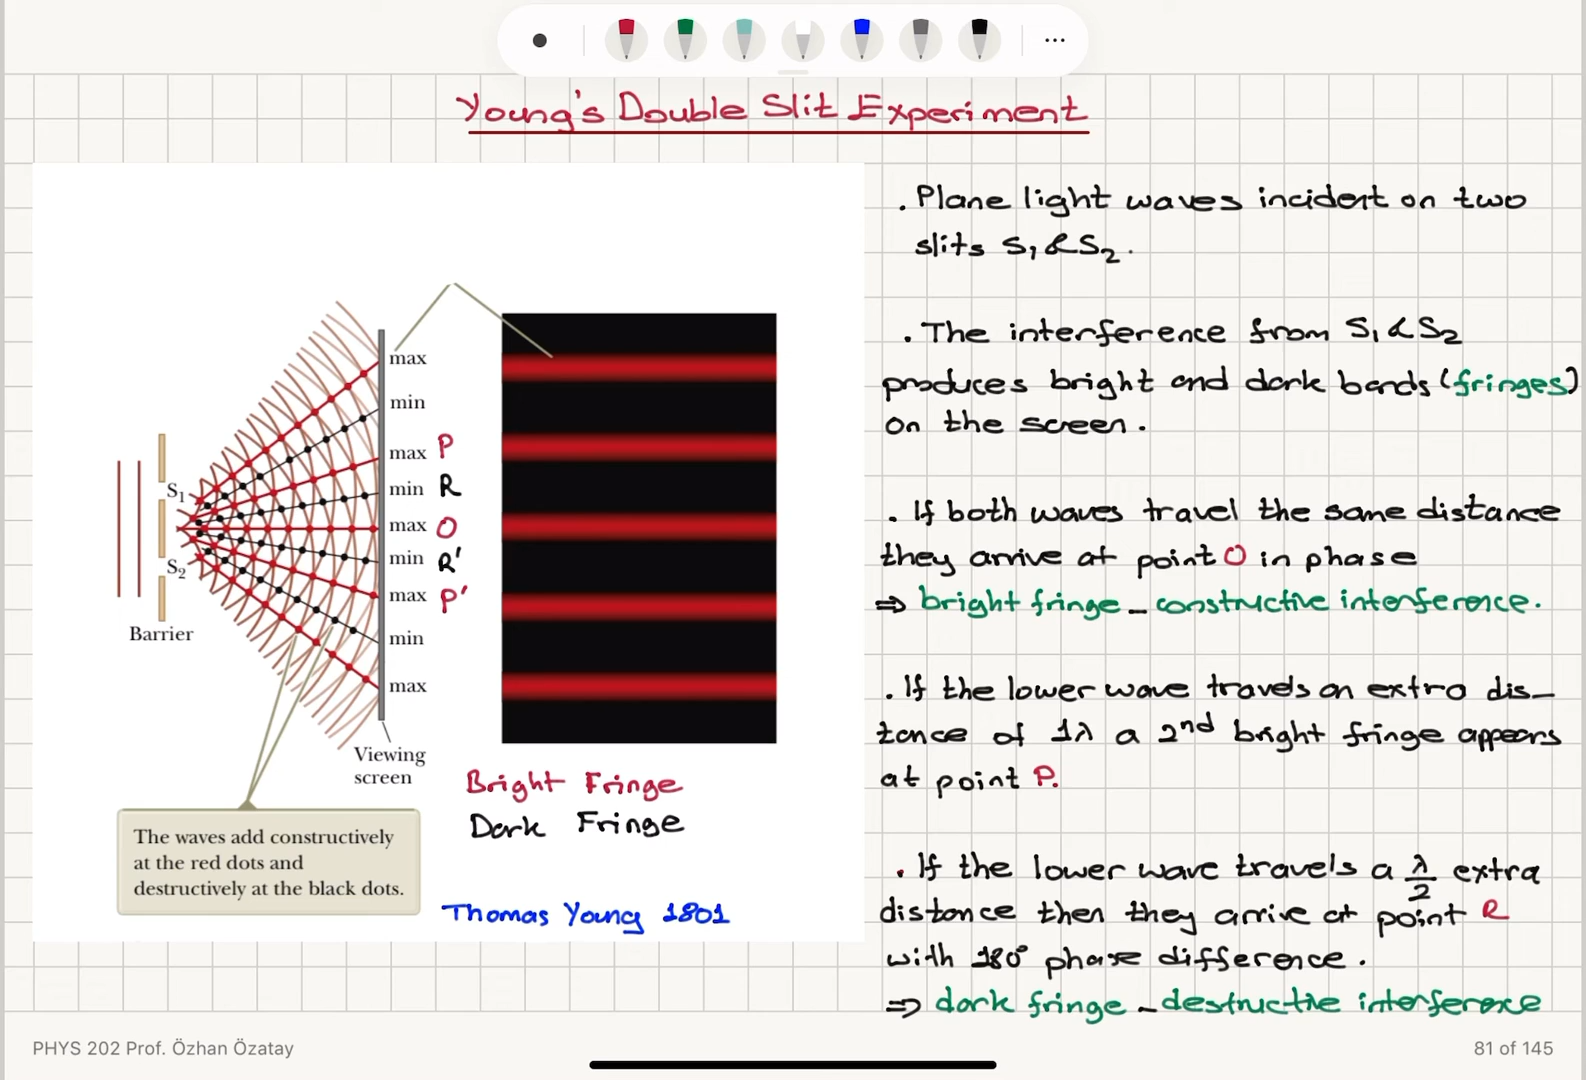 Young's Double Slit Experiment
max
min
max P
min R
max O
min R'
max P'
min
max
S1
S2
Barrier
Viewing
screen
The waves add constructively
at the red dots and
destructively at the black dots.
Bright Fringe
Dark Fringe
Thomas Young 1801
. Plane light waves incident on two
slits S1 & S2.
. The interference from S1 & S2
produces bright and dark bands (fringes)
on the screen.
. If both waves travel the same distance
they arrive at point O in phase
⇒ bright fringe - constructive interference.
. If the lower wave travels an extra dis-
tance of 1λ a 2nd bright fringe appears
at point P.
. If the lower wave travels a λ/2 extra
distance then they arrive at point R
with 180° phase difference.
⇒ dark fringe - destructive interference
PHYS 202 Prof. Özhan Özatay
81 of 145